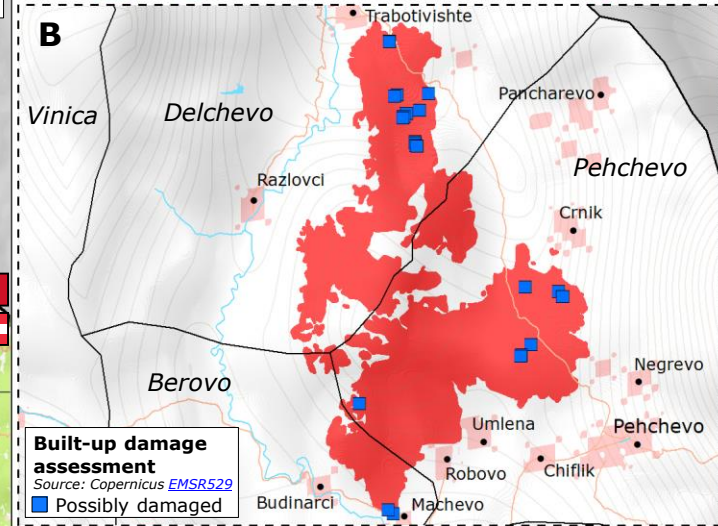 B
Trabotivishte
Vinica
Delchevo
Pancharevo
Pehchevo
Razlovci
Crnik
Berovo
Negrevo
Umlena
Pehchevo
Robovo
Chiflik
Budinarci
Machevo
Built-up damage
assessment
Source: Copernicus EMSR529
Possibly damaged